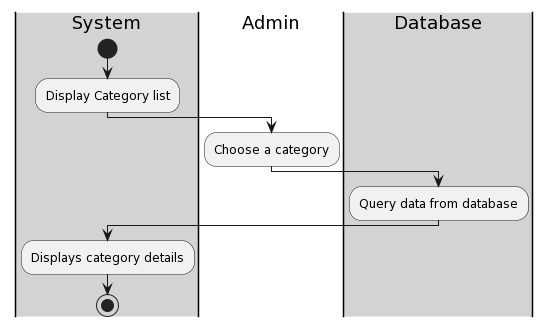 System
Admin
Database
Display Category list
Choose a category
Query data from database
Displays category details